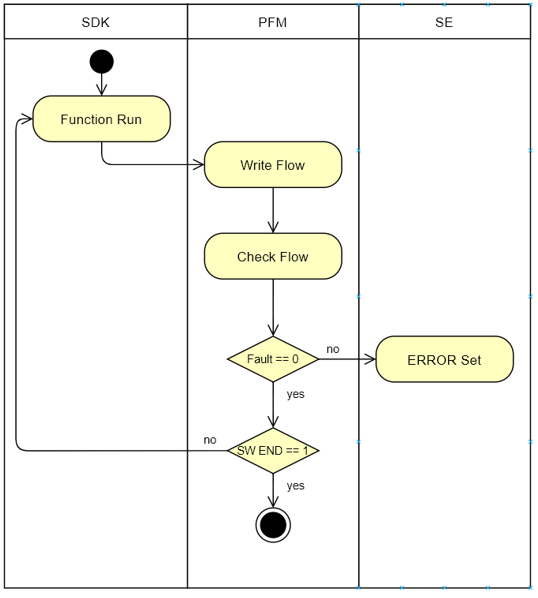 SDK
PFM
SE
Function Run
Write Flow
Check Flow
Fault == 0
no
ERROR Set
yes
no
SW END == 1
yes